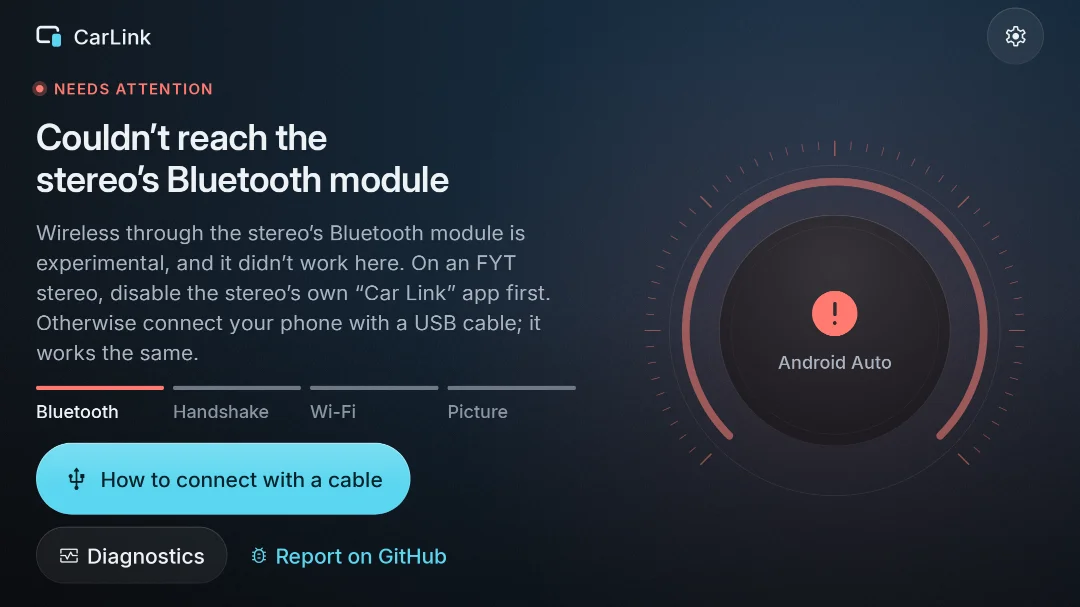 CarLink
NEEDS ATTENTION
Couldn’t reach the
stereo’s Bluetooth module
Wireless through the stereo’s Bluetooth module is
experimental, and it didn’t work here. On an FYT
stereo, disable the stereo’s own “Car Link” app first.
Otherwise connect your phone with a USB cable; it
works the same.
Bluetooth Handshake Wi-Fi Picture
How to connect with a cable
Diagnostics Report on GitHub
Android Auto